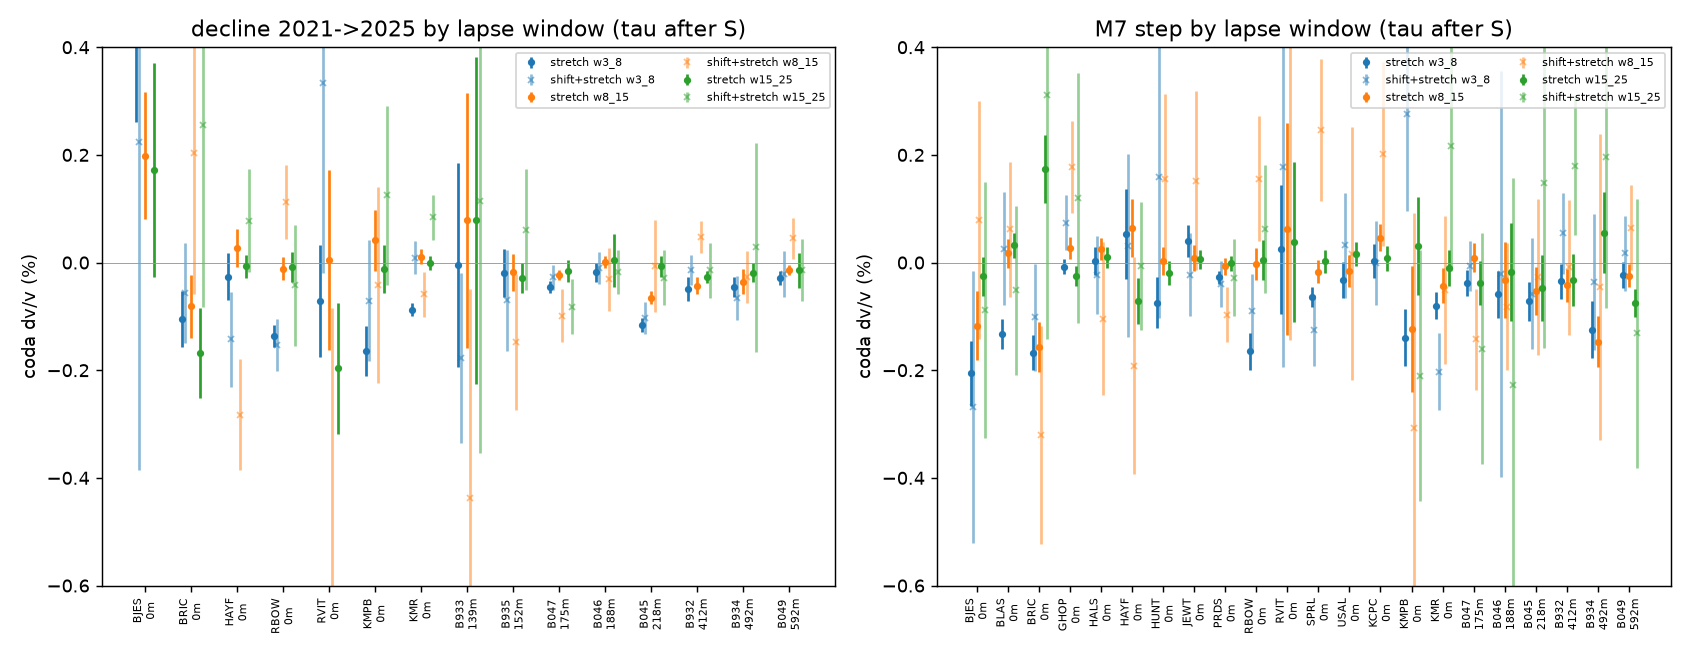 decline 2021->2025 by lapse window (tau after S)
coda dv/v (%)
0.4
0.2
0.0
−0.2
−0.4
−0.6
stretch w3_8
shift+stretch w3_8
stretch w8_15
shift+stretch w8_15
stretch w15_25
shift+stretch w15_25
BJES 0m
BRIC 0m
HAYF 0m
RBOW 0m
RVIT 0m
KMPB 0m
KMR 0m
B933 139m
B935 152m
B047 175m
B046 188m
B045 218m
B932 412m
B934 492m
B049 592m
M7 step by lapse window (tau after S)
coda dv/v (%)
0.4
0.2
0.0
−0.2
−0.4
−0.6
stretch w3_8
shift+stretch w3_8
stretch w8_15
shift+stretch w8_15
stretch w15_25
shift+stretch w15_25
BJES 0m
BLAS 0m
BRIC 0m
GHOP 0m
HALS 0m
HAYF 0m
HUNT 0m
JEWT 0m
PRDS 0m
RBOW 0m
RVIT 0m
SPRL 0m
USAL 0m
KCPC 0m
KMPB 0m
KMR 0m
B047 175m
B046 188m
B045 218m
B932 412m
B934 492m
B049 592m